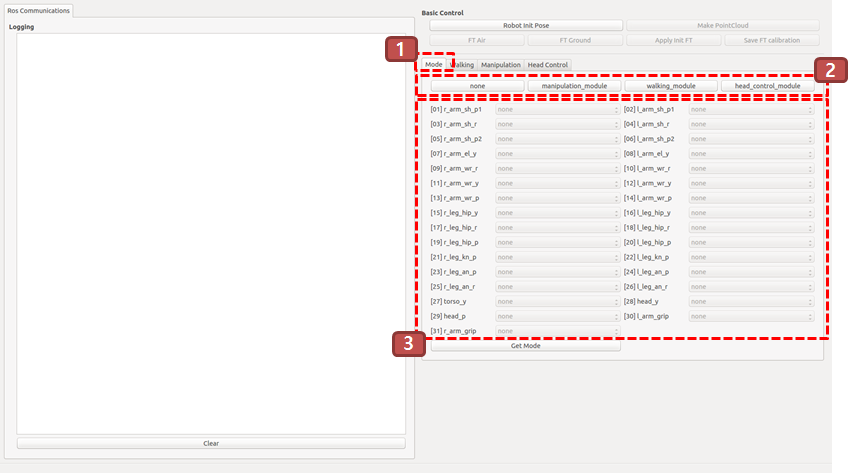 Ros Communications
Logging
Clear
Basic Control
Robot Init Pose Make PointCloud
FT Air FT Ground Apply Init FT Save FT calibration
1
Mode Walking Manipulation Head Control
2
none manipulation_module walking_module head_control_module
[01] r_arm_sh_p1 none [02] l_arm_sh_p1 none
[03] r_arm_sh_r none [04] l_arm_sh_r none
[05] r_arm_sh_p2 none [06] l_arm_sh_p2 none
[07] r_arm_el_y none [08] l_arm_el_y none
[09] r_arm_wr_r none [10] l_arm_wr_r none
[11] r_arm_wr_y none [12] l_arm_wr_y none
[13] r_arm_wr_p none [14] l_arm_wr_p none
[15] r_leg_hip_y none [16] l_leg_hip_y none
[17] r_leg_hip_r none [18] l_leg_hip_r none
[19] r_leg_hip_p none [20] l_leg_hip_p none
[21] r_leg_kn_p none [22] l_leg_kn_p none
[23] r_leg_an_p none [24] l_leg_an_p none
[25] r_leg_an_r none [26] l_leg_an_r none
[27] torso_y none [28] head_y none
[29] head_p none [30] l_arm_grip none
[31] r_arm_grip none
3
Get Mode